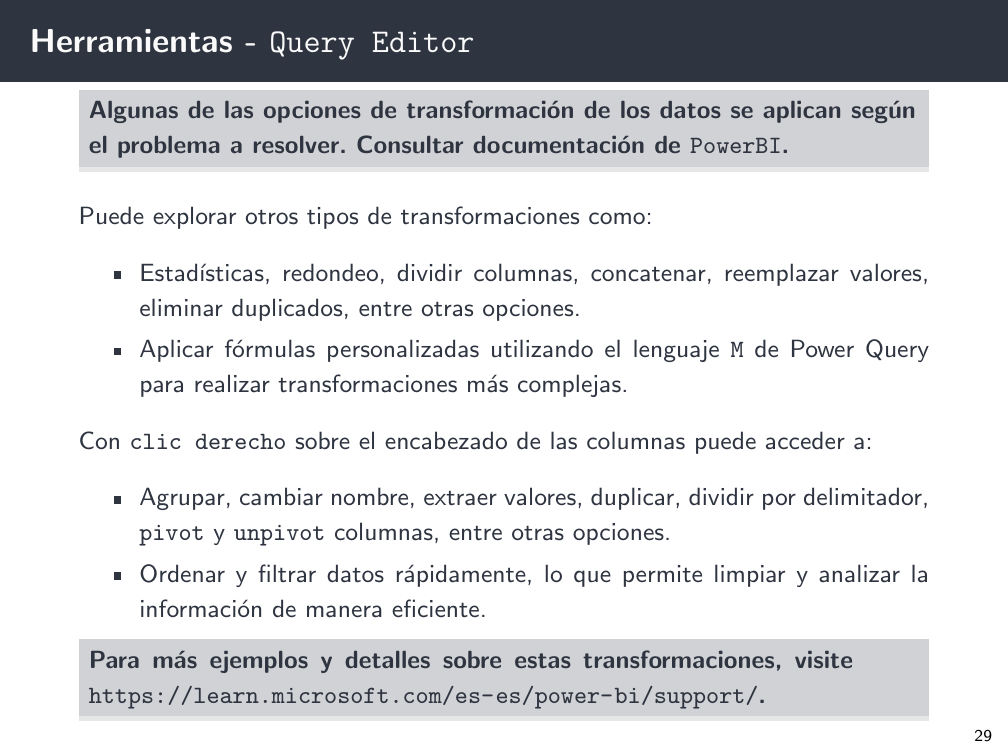 Herramientas - Query Editor
Algunas de las opciones de transformación de los datos se aplican según
el problema a resolver. Consultar documentación de PowerBI.
Puede explorar otros tipos de transformaciones como:
▪ Estadísticas, redondeo, dividir columnas, concatenar, reemplazar valores,
eliminar duplicados, entre otras opciones.
▪ Aplicar fórmulas personalizadas utilizando el lenguaje M de Power Query
para realizar transformaciones más complejas.
Con clic derecho sobre el encabezado de las columnas puede acceder a:
▪ Agrupar, cambiar nombre, extraer valores, duplicar, dividir por delimitador,
pivot y unpivot columnas, entre otras opciones.
▪ Ordenar y filtrar datos rápidamente, lo que permite limpiar y analizar la
información de manera eficiente.
Para más ejemplos y detalles sobre estas transformaciones, visite
https://learn.microsoft.com/es-es/power-bi/support/.
29